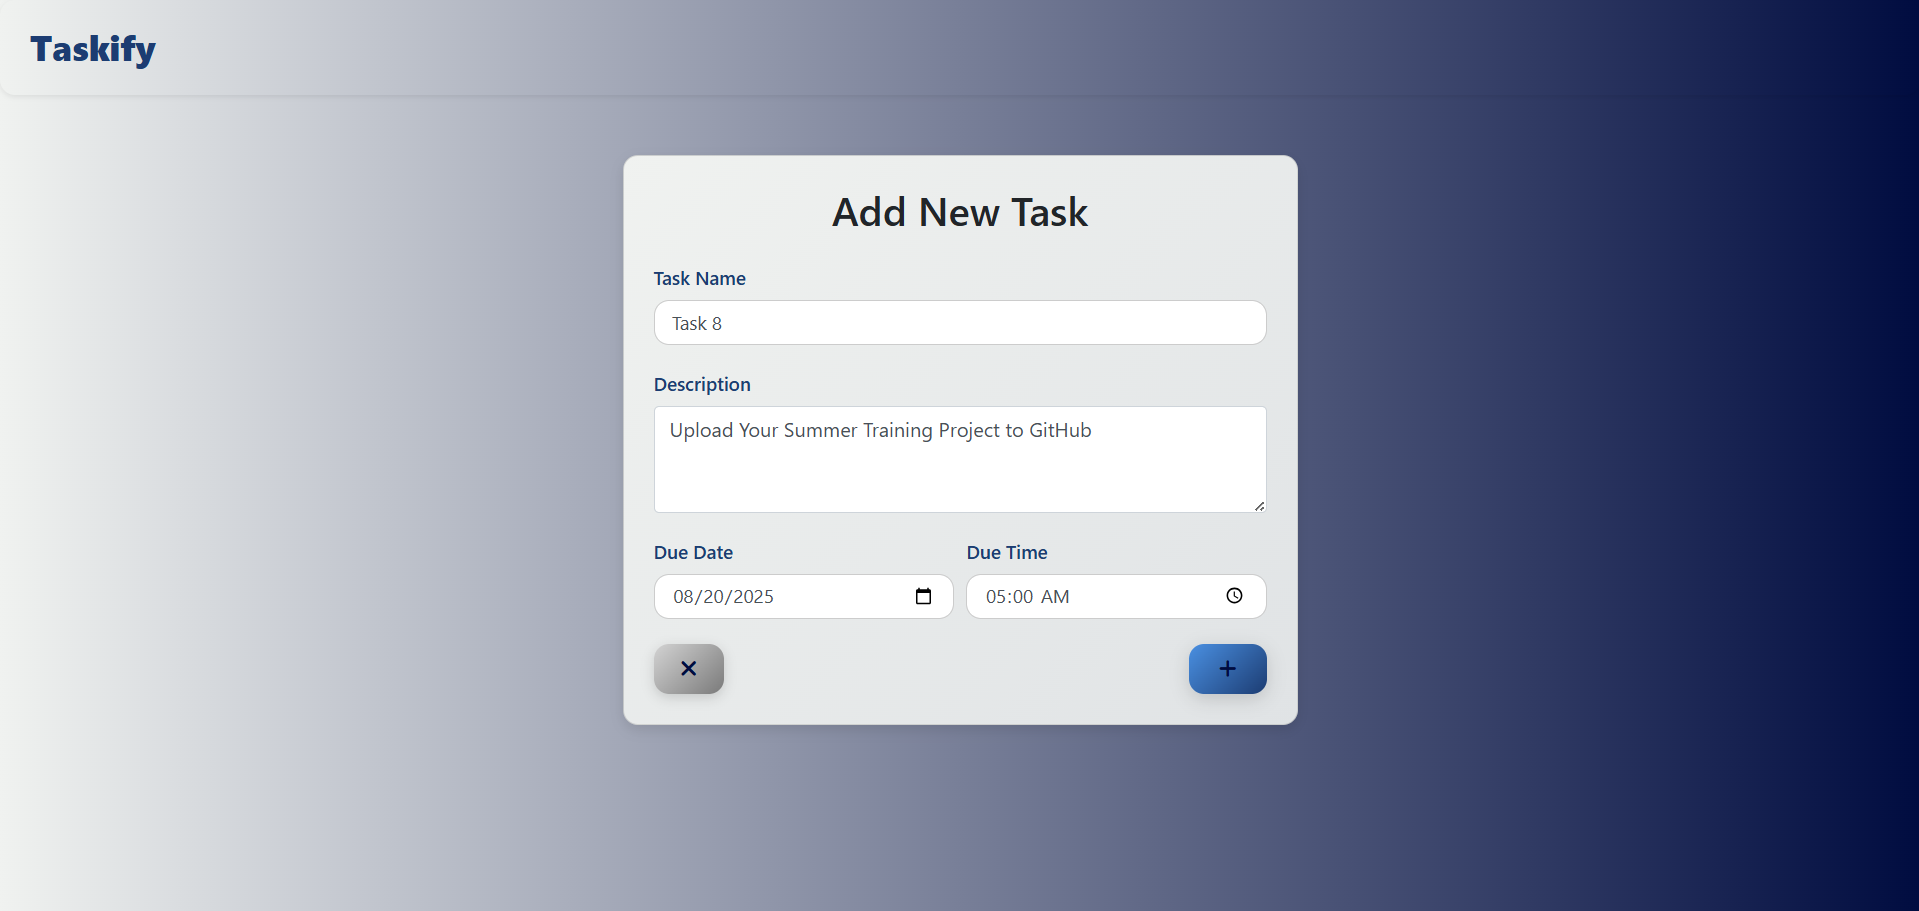 Taskify
Add New Task
Task Name
Task 8
Description
Upload Your Summer Training Project to GitHub
Due Date Due Time
08/20/2025 05:00 AM